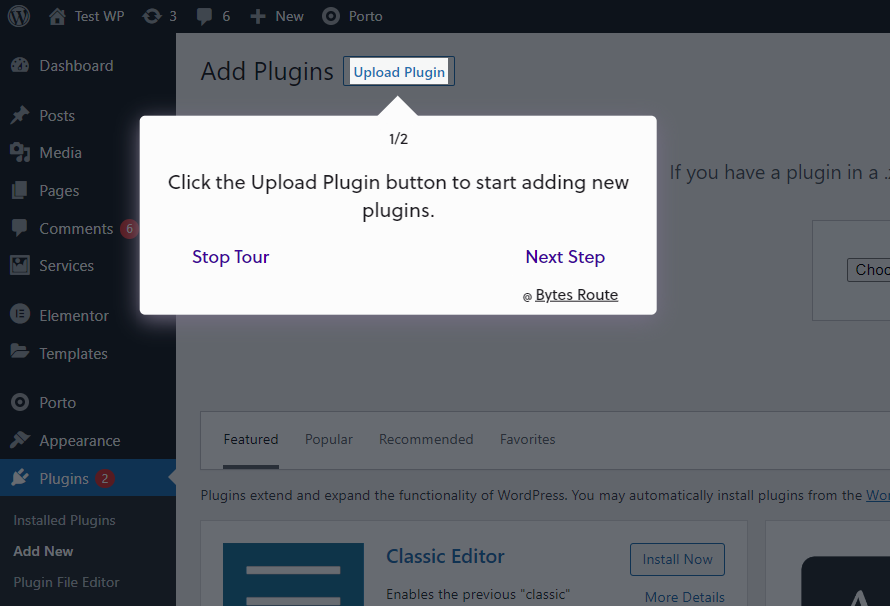 Test WP 3 6 New Porto
Dashboard
Posts
Media
Pages
Comments 6
Services
Elementor
Templates
Porto
Appearance
Plugins 2
Installed Plugins
Add New
Plugin File Editor
Add Plugins Upload Plugin
1/2
Click the Upload Plugin button to start adding new
plugins.
Stop Tour Next Step
@ Bytes Route
If you have a plugin in a .
Choo
Featured Popular Recommended Favorites
Plugins extend and expand the functionality of WordPress. You may automatically install plugins from the Wor
Classic Editor Install Now
Enables the previous "classic" More Details
A